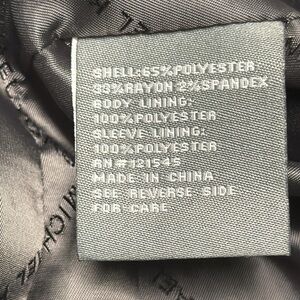 SHELL:65%POLYESTER
33%RAYON 2%SPANDEX
BODY LINING:
100%POLYESTER
SLEEVE LINING:
100%POLYESTER
RN#121545
MADE IN CHINA
SEE REVERSE SIDE
FOR CARE
MICHAEL